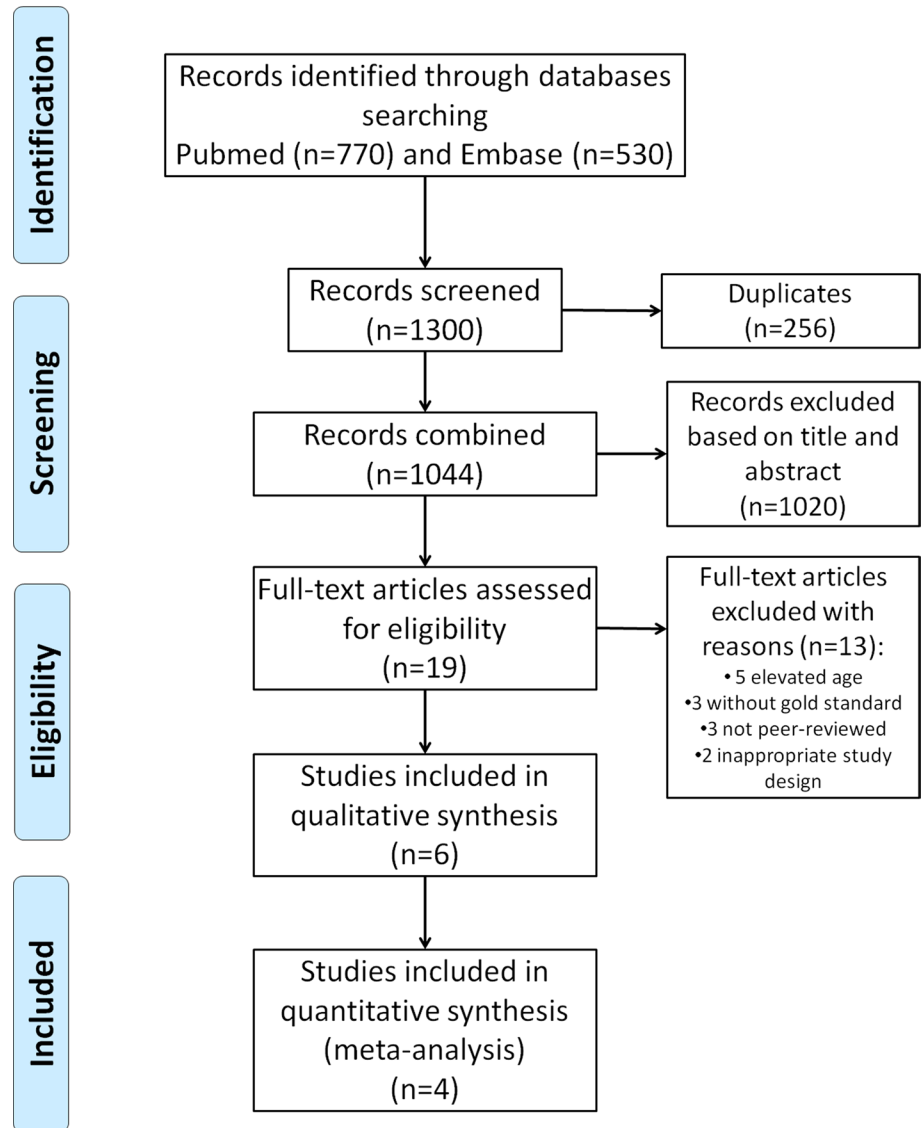 Identification
Records identified through databases
searching
Pubmed (n=770) and Embase (n=530)
Screening
Records screened
(n=1300)
Duplicates
(n=256)
Records combined
(n=1044)
Records excluded
based on title and
abstract
(n=1020)
Eligibility
Full-text articles assessed
for eligibility
(n=19)
Full-text articles
excluded with
reasons (n=13):
•5 elevated age
•3 without gold standard
•3 not peer-reviewed
•2 inappropriate study
design
Studies included in
qualitative synthesis
(n=6)
Included
Studies included in
quantitative synthesis
(meta-analysis)
(n=4)